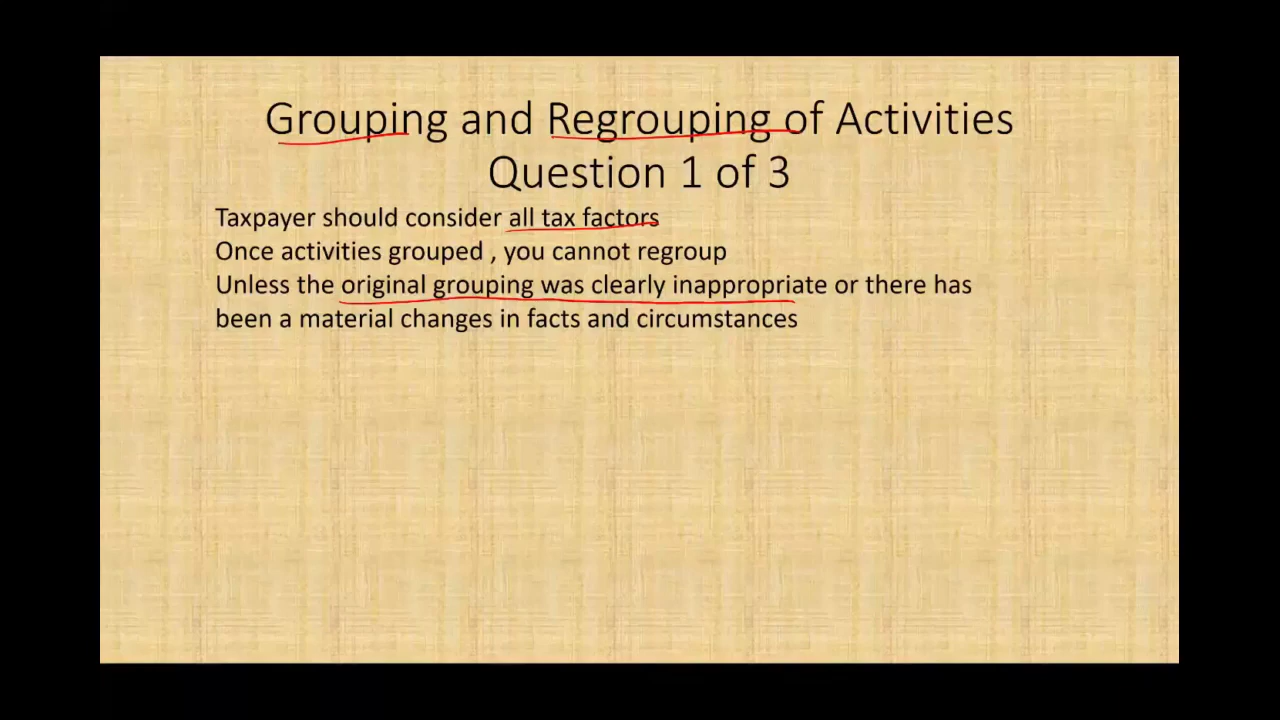 Grouping and Regrouping of Activities
Question 1 of 3
Taxpayer should consider all tax factors
Once activities grouped , you cannot regroup
Unless the original grouping was clearly inappropriate or there has
been a material changes in facts and circumstances